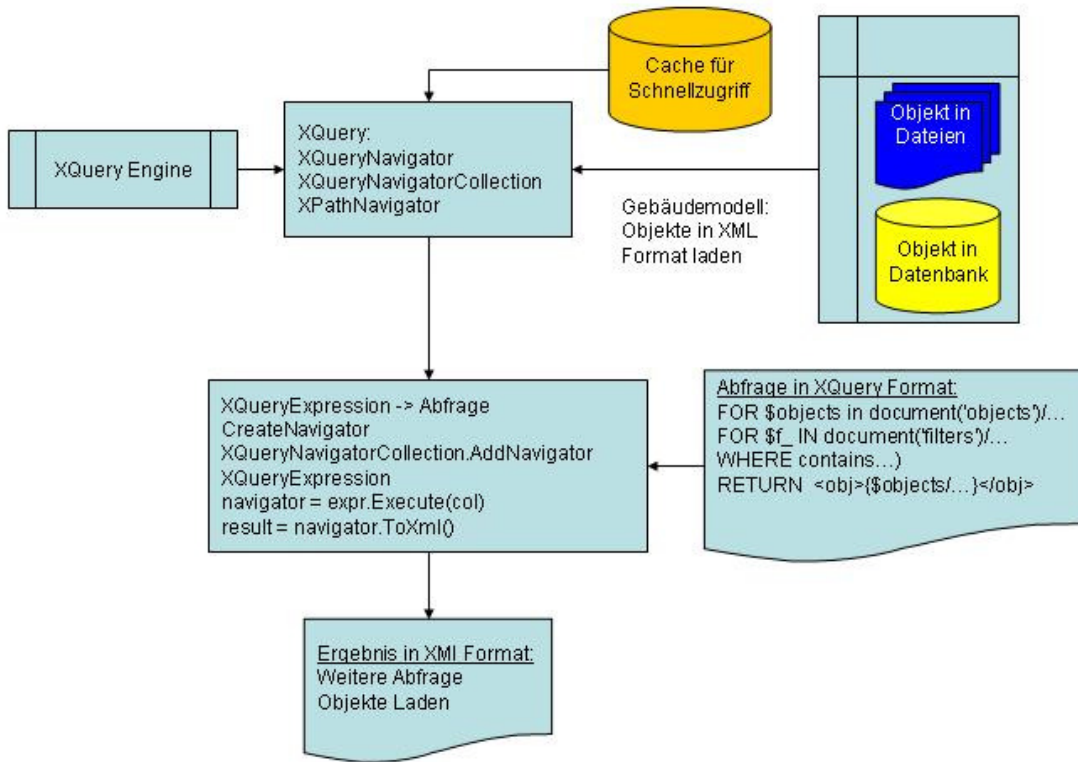 Cache für
Schnellzugriff
Objekt in
Dateien
XQuery Engine
XQuery:
XQueryNavigator
XQueryNavigatorCollection
XPathNavigator
Gebäudemodell:
Objekte in XML
Format laden
Objekt in
Datenbank
XQueryExpression -> Abfrage
CreateNavigator
XQueryNavigatorCollection.AddNavigator
XQueryExpression
navigator = expr.Execute(col)
result = navigator.ToXml()
Abfrage in XQuery Format:
FOR $objects in document('objects')/...
FOR $f_ IN document('filters')/...
WHERE contains...)
RETURN <obj>{$objects/...}</obj>
Ergebnis in XMl Format:
Weitere Abfrage
Objekte Laden